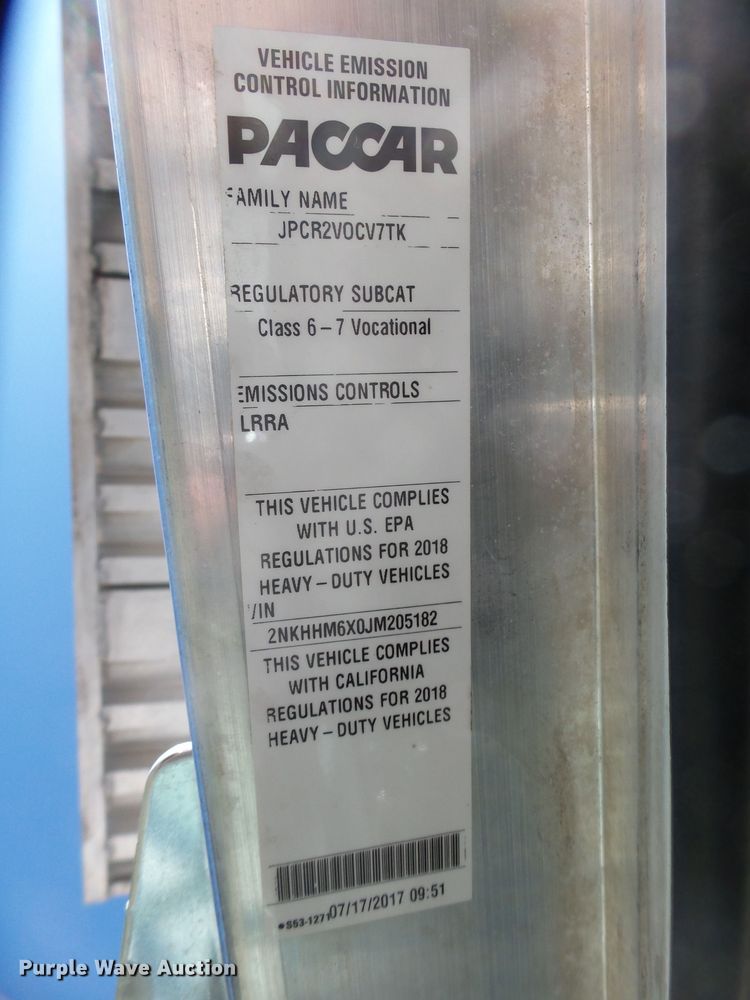 VEHICLE EMISSION
CONTROL INFORMATION
PACCAR
FAMILY NAME
JPCR2VOCV7TK
REGULATORY SUBCAT
Class 6 – 7 Vocational
EMISSIONS CONTROLS
LRRA
THIS VEHICLE COMPLIES
WITH U.S. EPA
REGULATIONS FOR 2018
HEAVY – DUTY VEHICLES
VIN
2NKHHM6X0JM205182
THIS VEHICLE COMPLIES
WITH CALIFORNIA
REGULATIONS FOR 2018
HEAVY – DUTY VEHICLES
S53-1271 07/17/2017 09:51
Purple Wave Auction